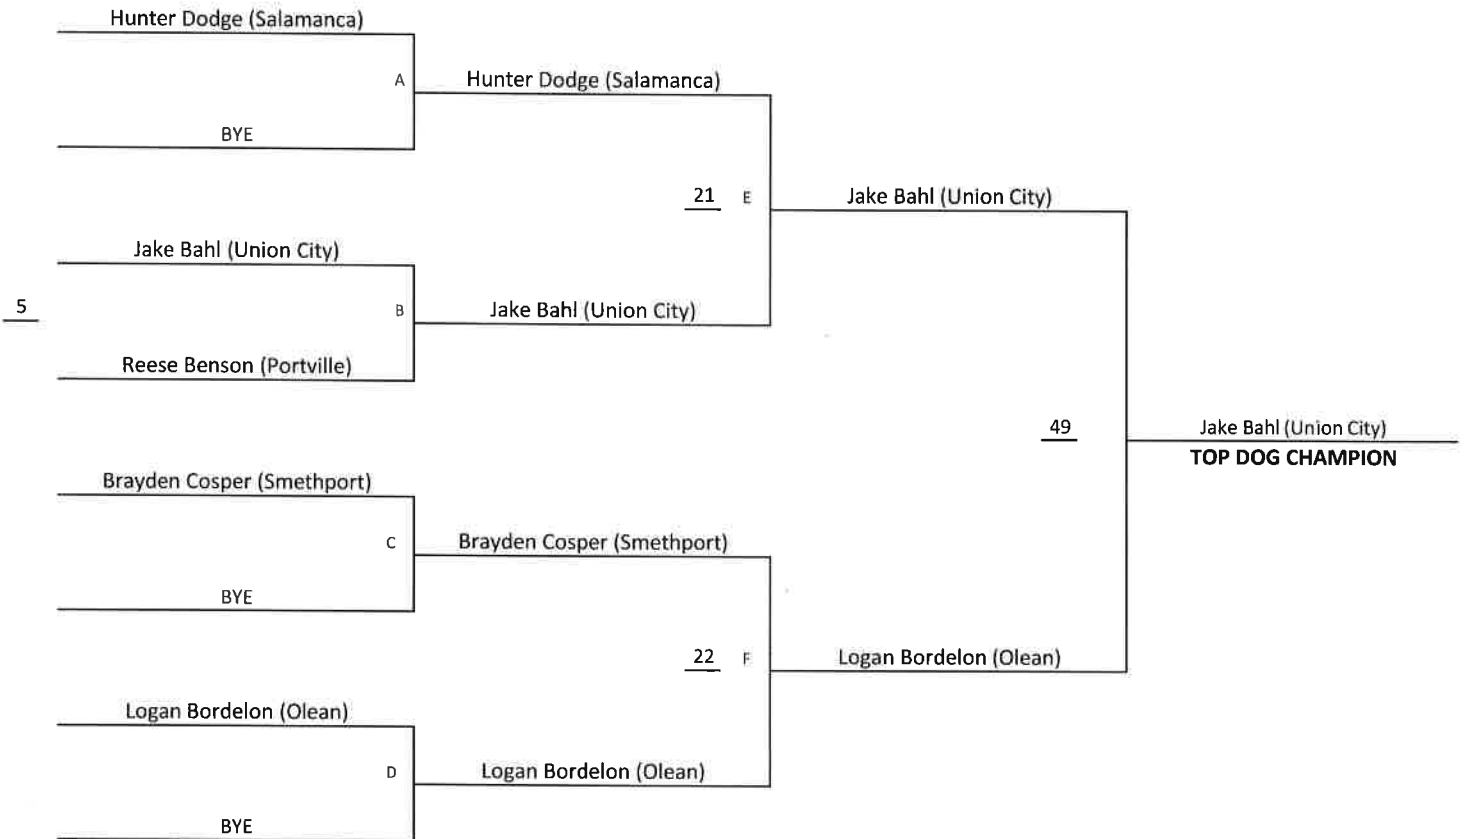 Hunter Dodge (Salamanca)
A
Hunter Dodge (Salamanca)
BYE
21 E
Jake Bahl (Union City)
Jake Bahl (Union City)
5
B
Jake Bahl (Union City)
Reese Benson (Portville)
49
Jake Bahl (Union City)
TOP DOG CHAMPION
Brayden Cosper (Smethport)
C
Brayden Cosper (Smethport)
BYE
22 F
Logan Bordelon (Olean)
Logan Bordelon (Olean)
D
Logan Bordelon (Olean)
BYE